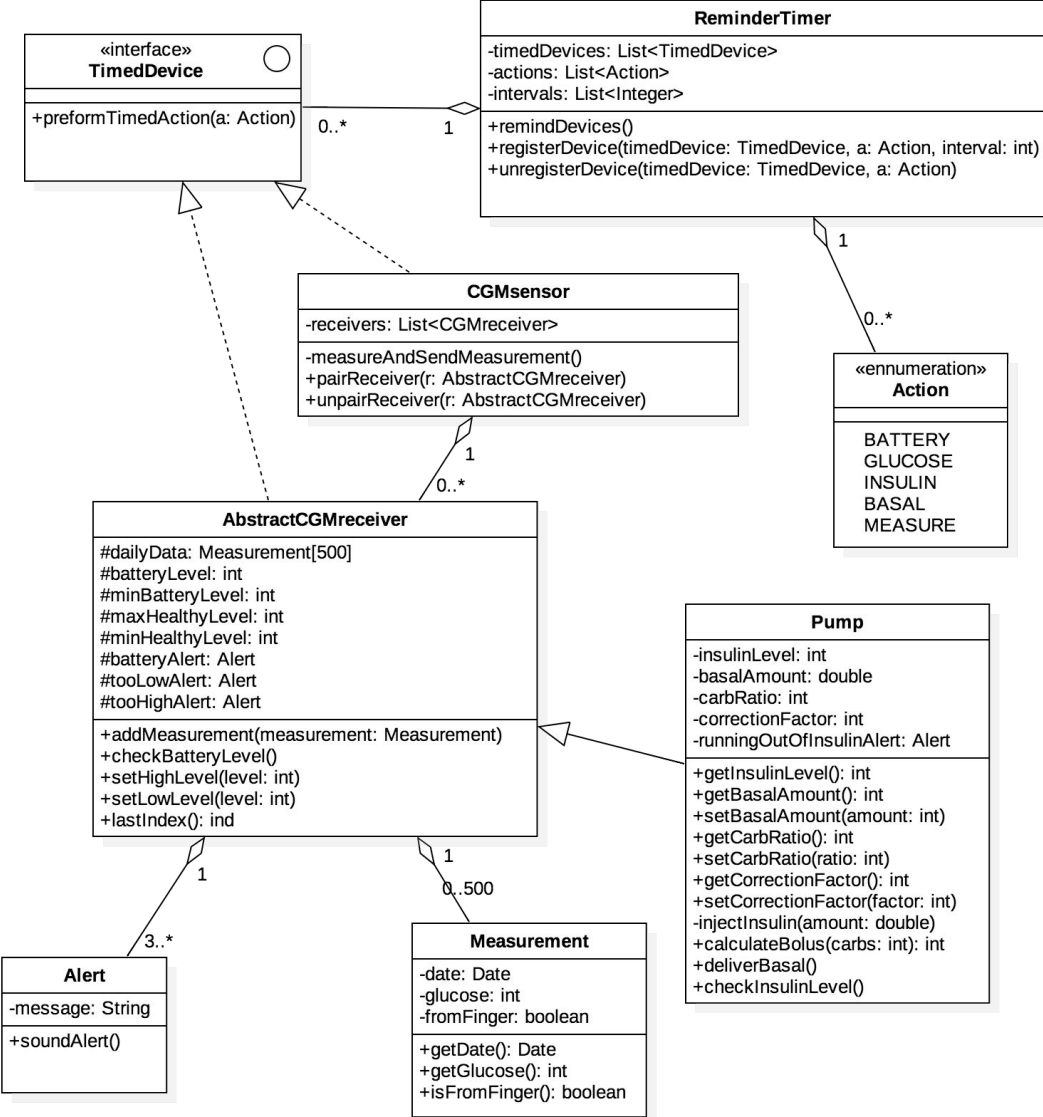 «interface»
TimedDevice
+preformTimedAction(a: Action)
0..*
1
ReminderTimer
-timedDevices: List<TimedDevice>
-actions: List<Action>
-intervals: List<Integer>
+remindDevices()
+registerDevice(timedDevice: TimedDevice, a: Action, interval: int)
+unregisterDevice(timedDevice: TimedDevice, a: Action)
1
0..*
CGMsensor
-receivers: List<CGMreceiver>
-measureAndSendMeasurement()
+pairReceiver(r: AbstractCGMreceiver)
+unpairReceiver(r: AbstractCGMreceiver)
1
0..*
«ennumeration»
Action
BATTERY
GLUCOSE
INSULIN
BASAL
MEASURE
AbstractCGMreceiver
#dailyData: Measurement[500]
#batteryLevel: int
#minBatteryLevel: int
#maxHealthyLevel: int
#minHealthyLevel: int
#batteryAlert: Alert
#tooLowAlert: Alert
#tooHighAlert: Alert
+addMeasurement(measurement: Measurement)
+checkBatteryLevel()
+setHighLevel(level: int)
+setLowLevel(level: int)
+lastIndex(): ind
1
3..*
1
0..500
Pump
-insulinLevel: int
-basalAmount: double
-carbRatio: int
-correctionFactor: int
-runningOutOfInsulinAlert: Alert
+getInsulinLevel(): int
+getBasalAmount(): int
+setBasalAmount(amount: int)
+getCarbRatio(): int
+setCarbRatio(ratio: int)
+getCorrectionFactor(): int
+setCorrectionFactor(factor: int)
-injectInsulin(amount: double)
+calculateBolus(carbs: int): int
+deliverBasal()
+checkInsulinLevel()
Alert
-message: String
+soundAlert()
Measurement
-date: Date
-glucose: int
-fromFinger: boolean
+getDate(): Date
+getGlucose(): int
+isFromFinger(): boolean